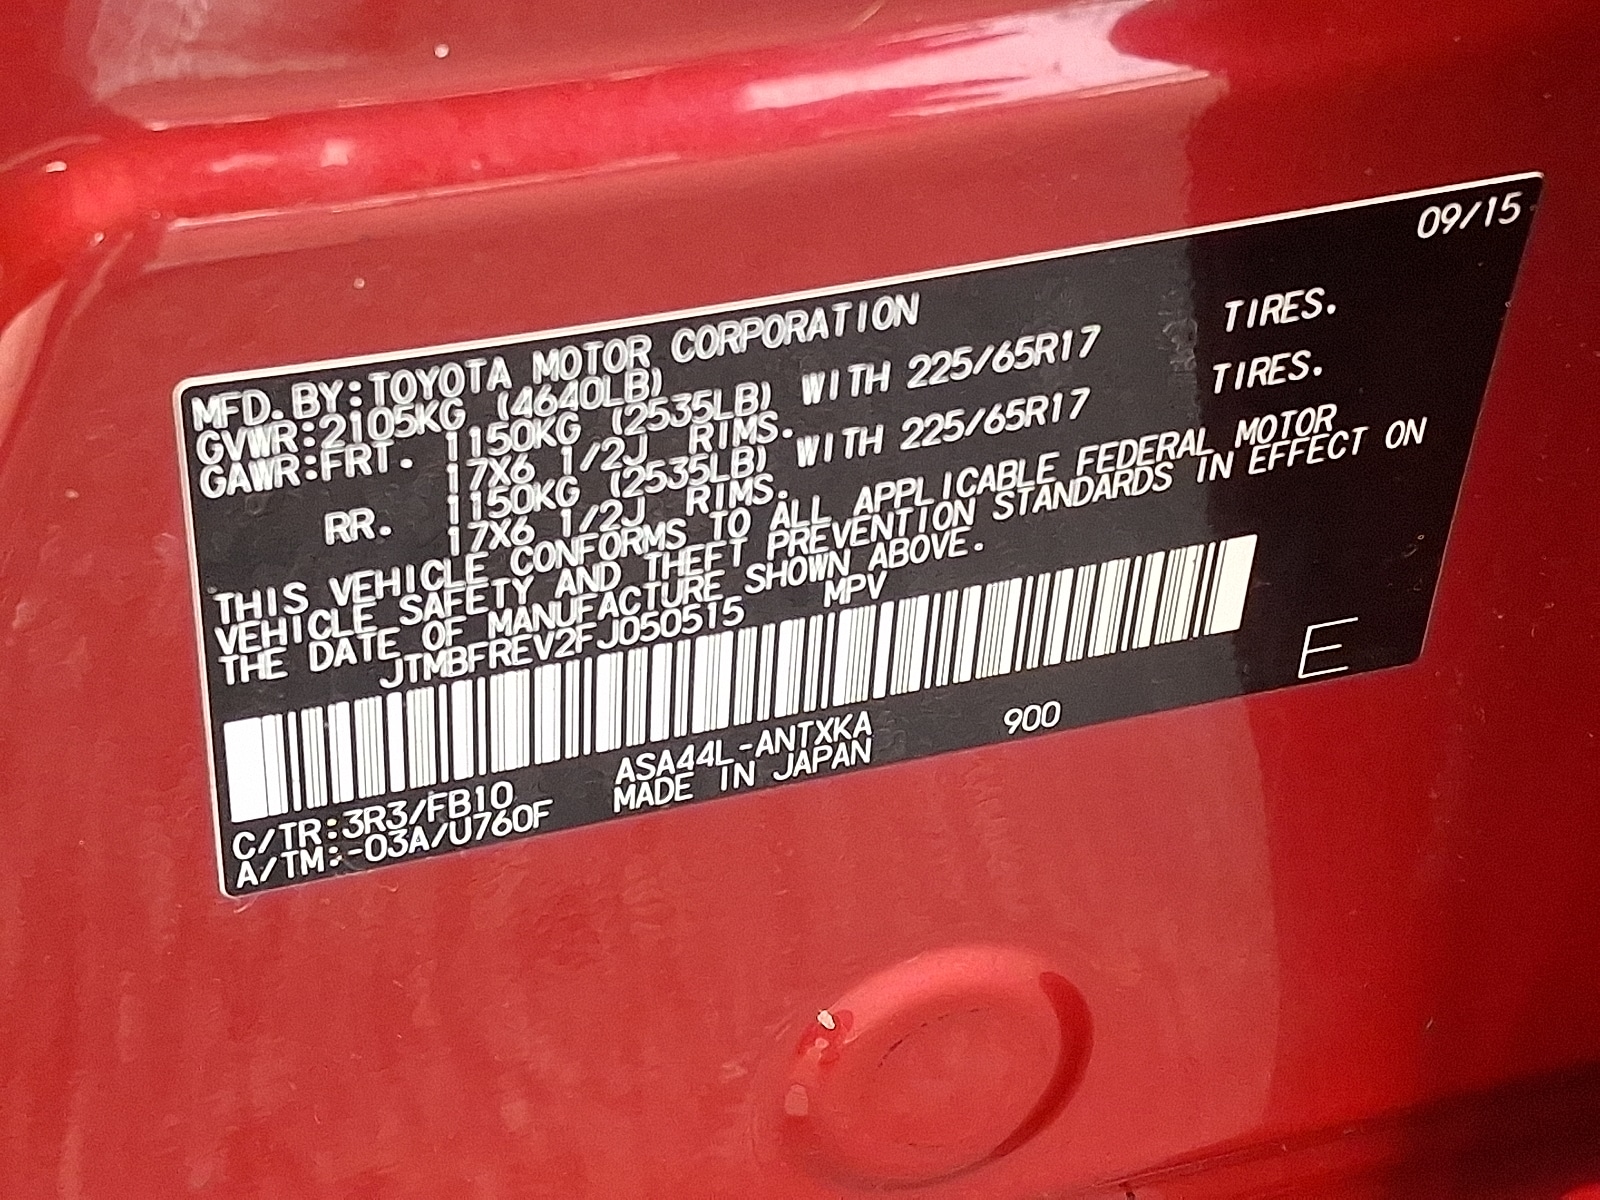 09/15
MFD. BY: TOYOTA MOTOR CORPORATION
GVWR: 2105KG (4640LB)
GAWR: FRT. 1150KG (2535LB) WITH 225/65R17 TIRES.
17X6 1/2J RIMS.
RR. 1150KG (2535LB) WITH 225/65R17 TIRES.
17X6 1/2J RIMS.
THIS VEHICLE CONFORMS TO ALL APPLICABLE FEDERAL MOTOR
VEHICLE SAFETY AND THEFT PREVENTION STANDARDS IN EFFECT ON
THE DATE OF MANUFACTURE SHOWN ABOVE.
JTMBFREV2FJ050515 MPV
E
C/TR: 3R3/FB10 ASA44L-ANTXKA 900
A/TM: -03A/U760F MADE IN JAPAN